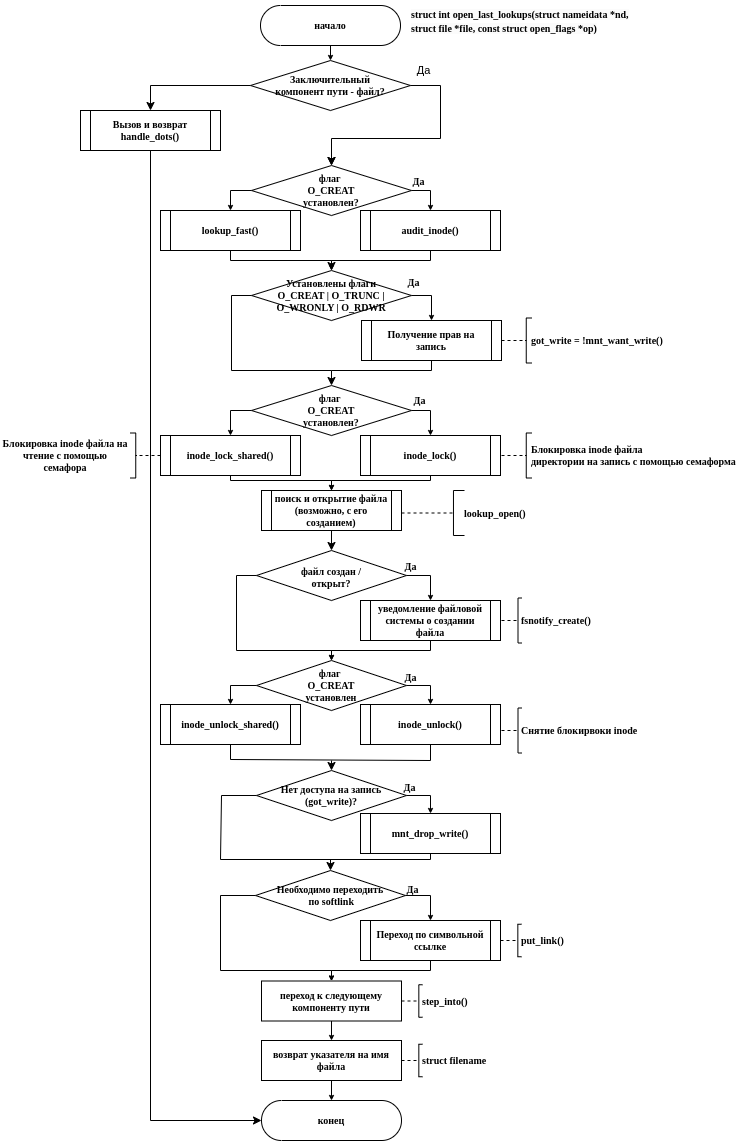 начало
struct int open_last_lookups(struct nameidata *nd,
struct file *file, const struct open_flags *op)
Заключительный
компонент пути - файл?
Да
Вызов и возврат
handle_dots()
флаг
O_CREAT
установлен?
Да
lookup_fast()
audit_inode()
Установлены флаги
O_CREAT | O_TRUNC |
O_WRONLY | O_RDWR
Да
Получение прав на
запись
got_write = !mnt_want_write()
флаг
O_CREAT
установлен?
Да
Блокировка inode файла на
чтение с помощью
семафора
inode_lock_shared()
inode_lock()
Блокировка inode файла
директории на запись с помощью семаформа
поиск и открытие файла
(возможно, с его
созданием)
lookup_open()
файл создан /
открыт?
Да
уведомление файловой
системы о создании
файла
fsnotify_create()
флаг
O_CREAT
установлен
Да
inode_unlock_shared()
inode_unlock()
Снятие блокирвоки inode
Нет доступа на запись
(got_write)?
Да
mnt_drop_write()
Необходимо переходить
по softlink
Да
Переход по символьной
ссылке
put_link()
переход к следующему
компоненту пути
step_into()
возврат указателя на имя
файла
struct filename
конец